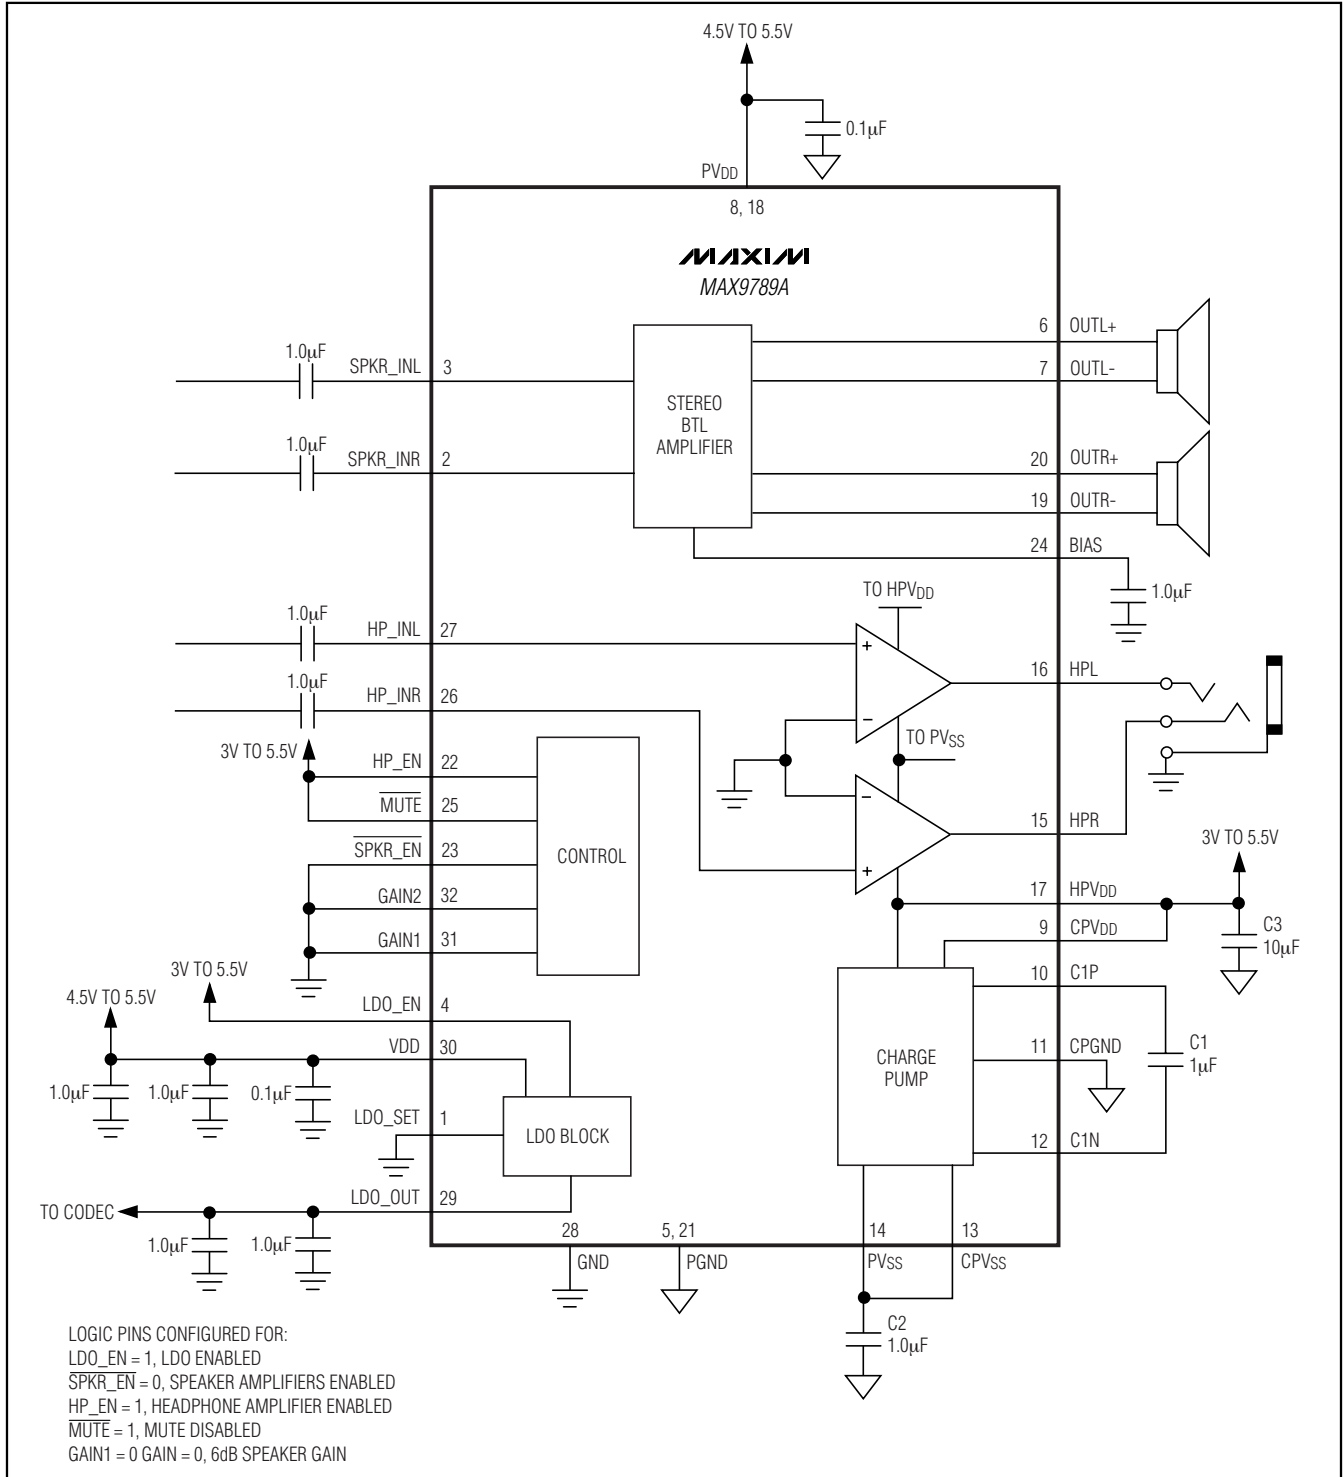 4.5V TO 5.5V
0.1µF
PVDD
8, 18
MAXIM
MAX9789A
1.0µF
SPKR_INL
3
1.0µF
SPKR_INR
2
STEREO
BTL
AMPLIFIER
6
OUTL+
7
OUTL-
20
OUTR+
19
OUTR-
24
BIAS
1.0µF
TO HPVDD
1.0µF
HP_INL
27
1.0µF
HP_INR
26
+
−
TO PVSS
−
+
16
HPL
15
HPR
3V TO 5.5V
HP_EN
22
MUTE
25
SPKR_EN
23
GAIN2
32
GAIN1
31
CONTROL
3V TO 5.5V
17
HPVDD
9
CPVDD
C3
10µF
10
C1P
11
CPGND
C1
1µF
12
C1N
CHARGE
PUMP
3V TO 5.5V
4.5V TO 5.5V
LDO_EN
4
VDD
30
1.0µF
1.0µF
0.1µF
LDO_SET
1
LDO BLOCK
LDO_OUT
29
TO CODEC
1.0µF
1.0µF
28
GND
5, 21
PGND
14
PVSS
13
CPVSS
C2
1.0µF
LOGIC PINS CONFIGURED FOR:
LDO_EN = 1, LDO ENABLED
SPKR_EN = 0, SPEAKER AMPLIFIERS ENABLED
HP_EN = 1, HEADPHONE AMPLIFIER ENABLED
MUTE = 1, MUTE DISABLED
GAIN1 = 0 GAIN = 0, 6dB SPEAKER GAIN